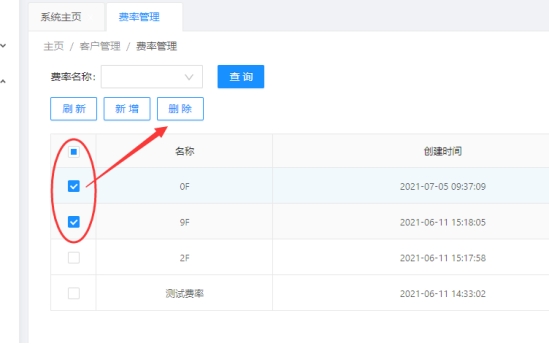 系统主页 费率管理
主页 / 客户管理 / 费率管理
费率名称: 查 询
刷 新 新 增 删 除
名称 创建时间
0F 2021-07-05 09:37:09
9F 2021-06-11 15:18:05
2F 2021-06-11 15:17:58
测试费率 2021-06-11 14:33:02